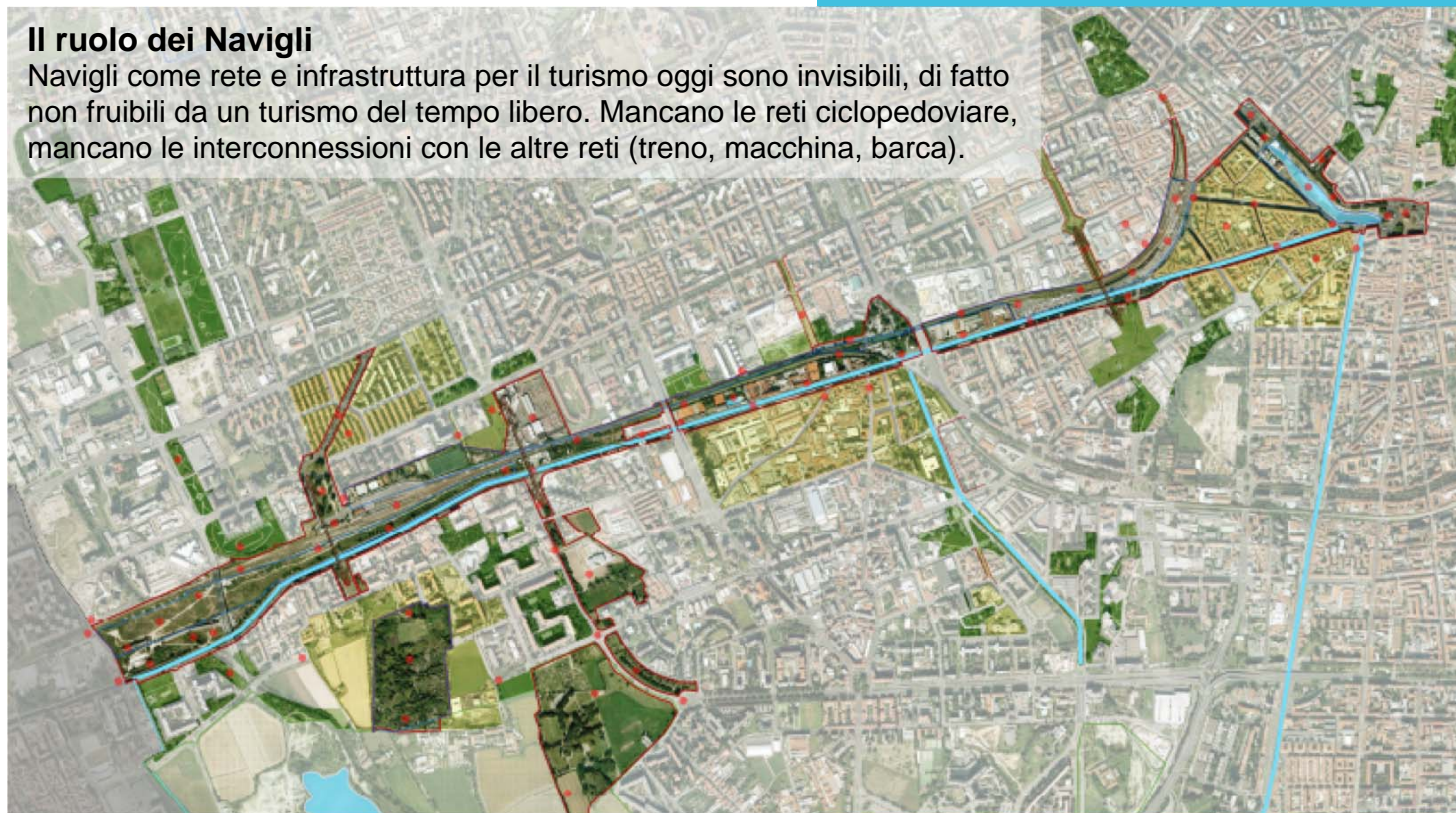 Il ruolo dei Navigli
Navigli come rete e infrastruttura per il turismo oggi sono invisibili, di fatto
non fruibili da un turismo del tempo libero. Mancano le reti ciclopedoviare,
mancano le interconnessioni con le altre reti (treno, macchina, barca).